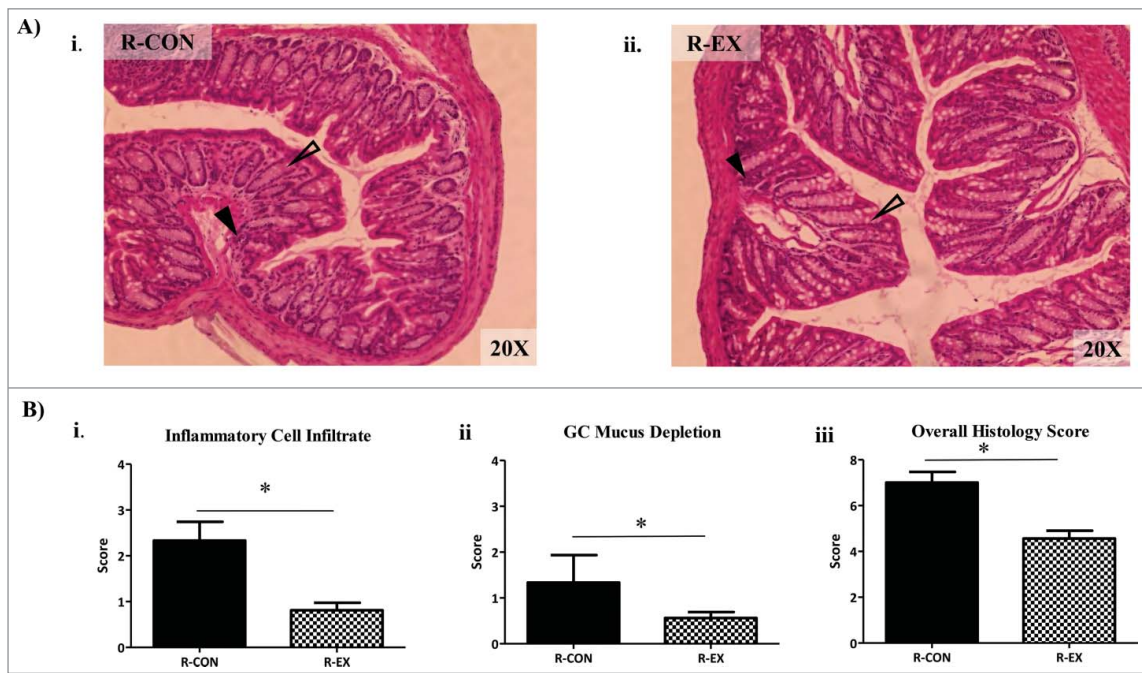 A)
i.
R-CON
20X
ii.
R-EX
20X
B)
i.
Inflammatory Cell Infiltrate
Score
4
3
2
1
0
*
R-CON
R-EX
ii
GC Mucus Depletion
Score
4
3
2
1
0
*
R-CON
R-EX
iii
Overall Histology Score
Score
8
6
4
2
0
*
R-CON
R-EX